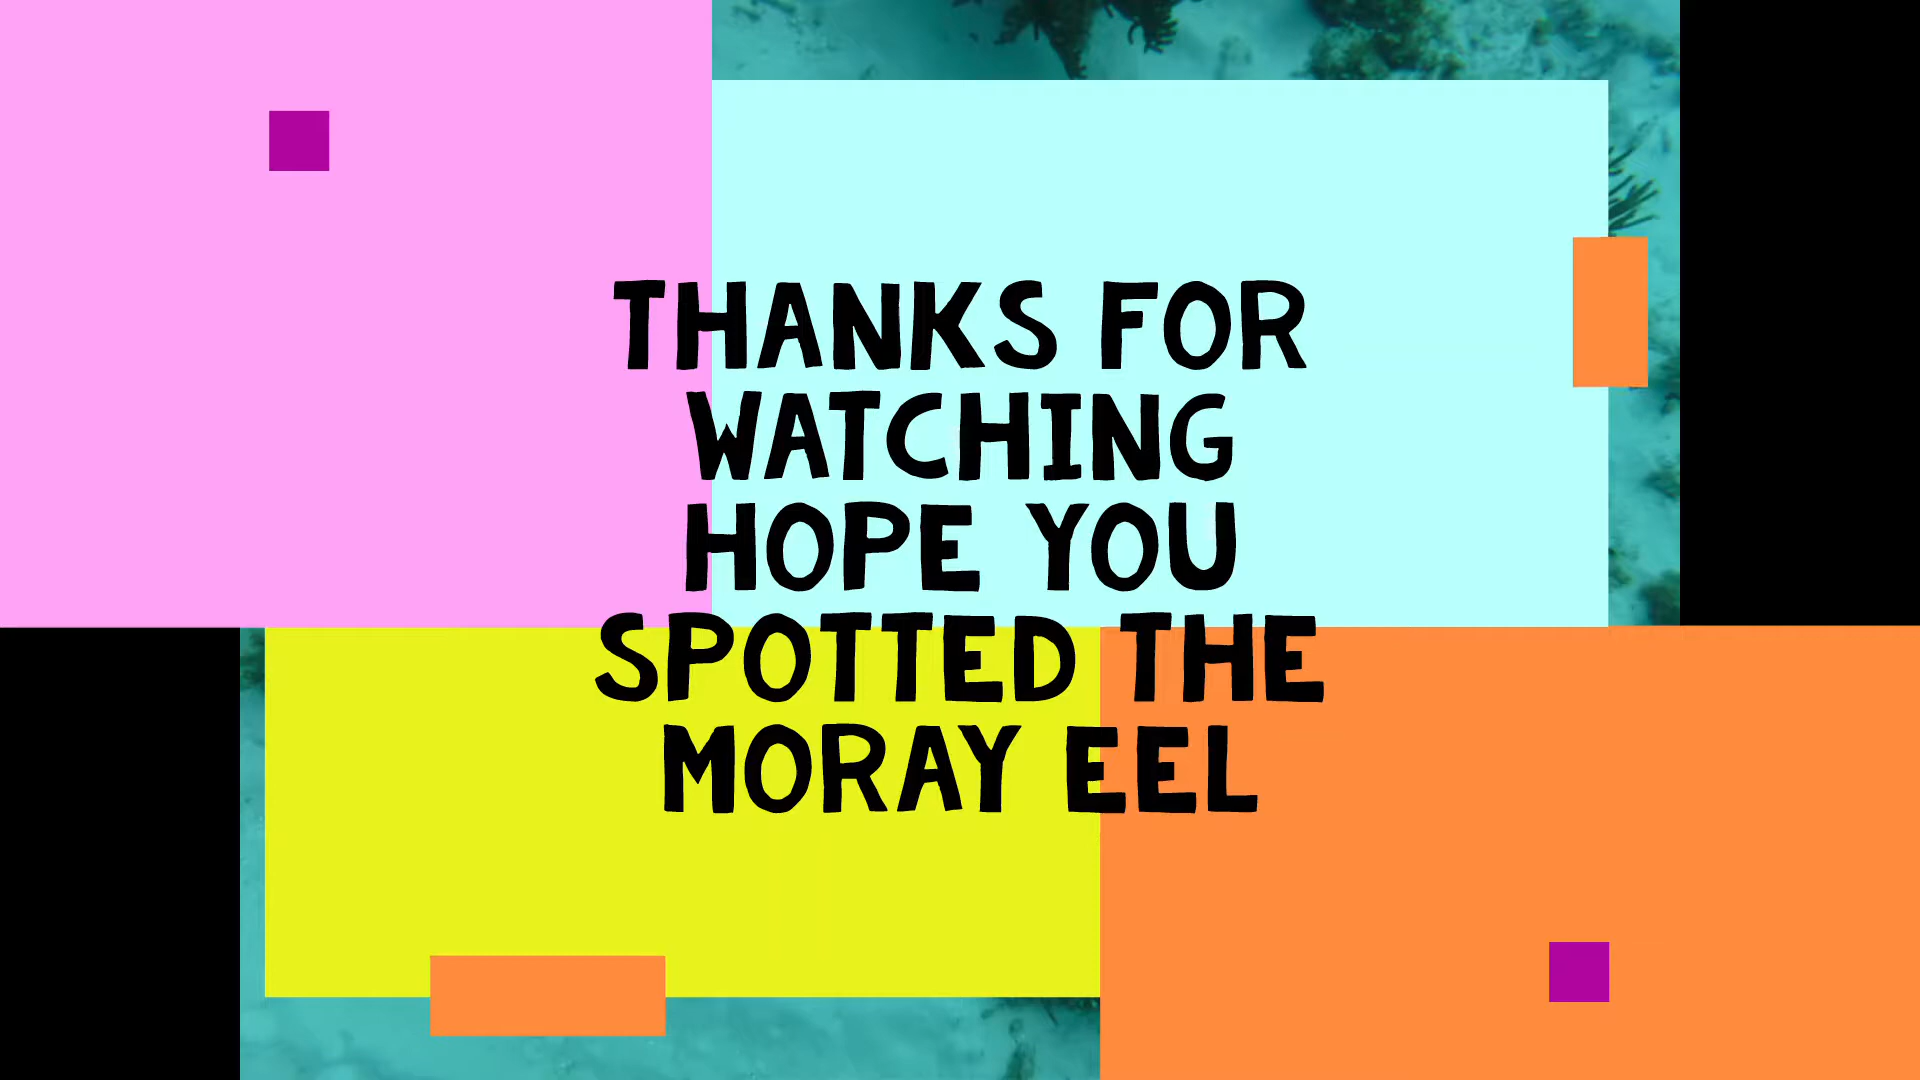 THANKS FOR
WATCHING
HOPE YOU
SPOTTED THE
MORAY EEL